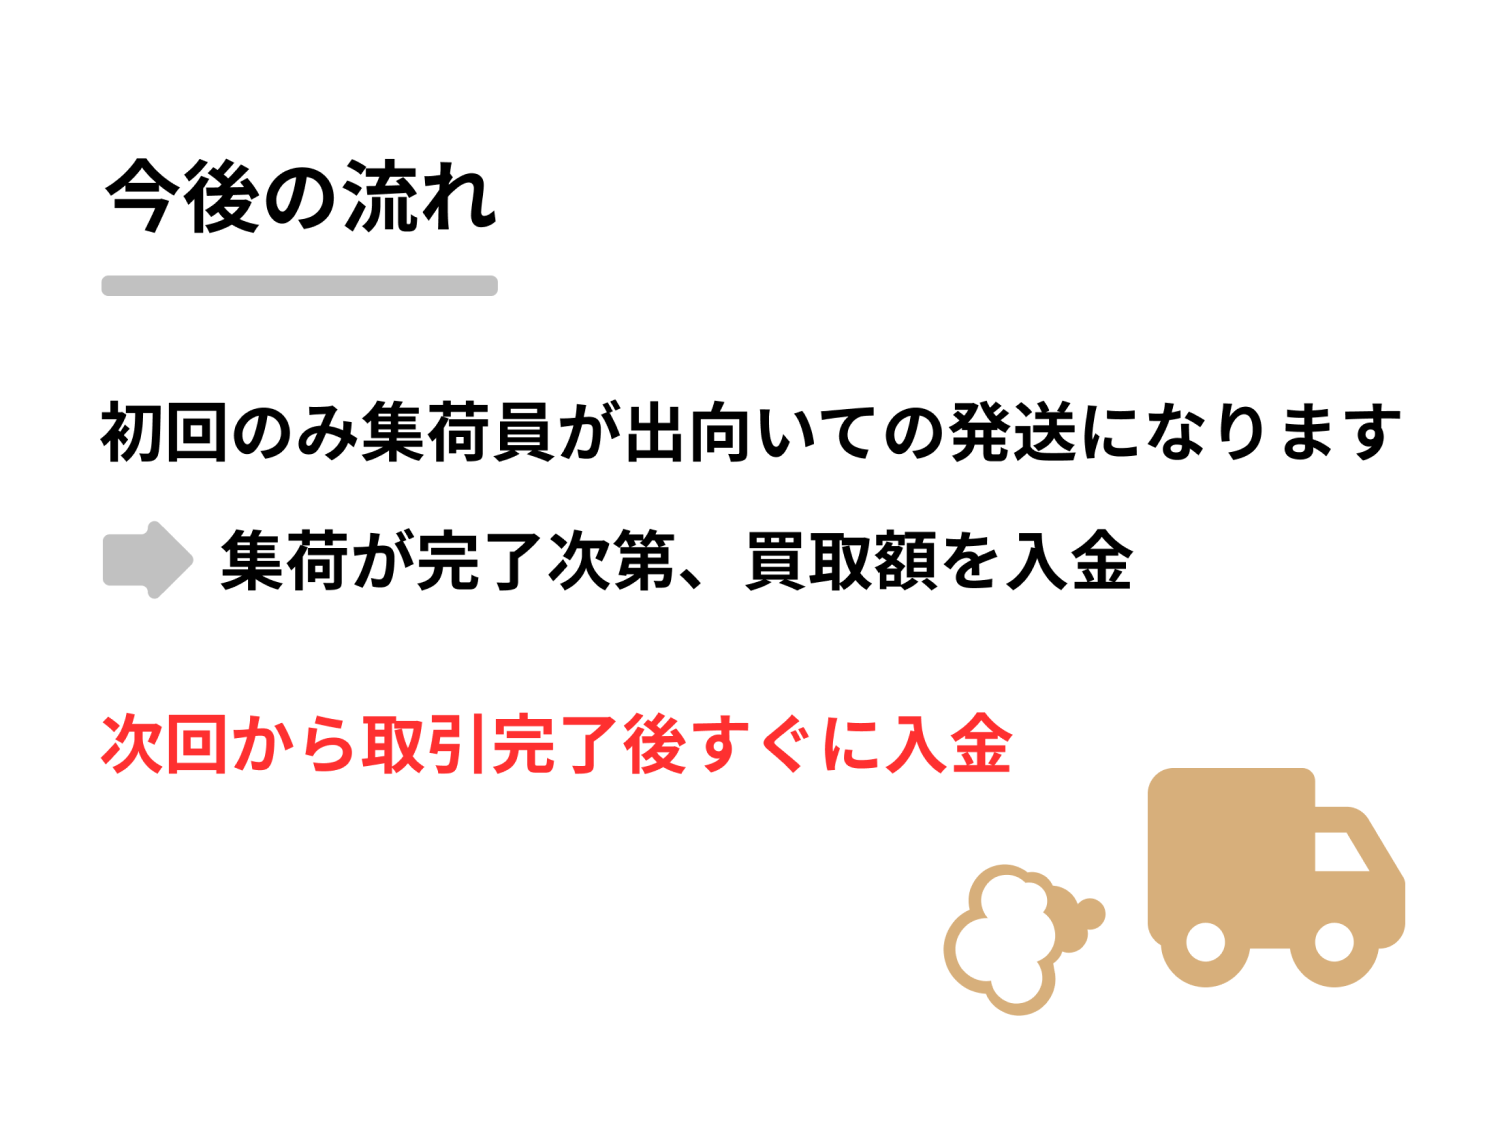 今後の流れ
初回のみ集荷員が出向いての発送になります
集荷が完了次第、買取額を入金
次回から取引完了後すぐに入金